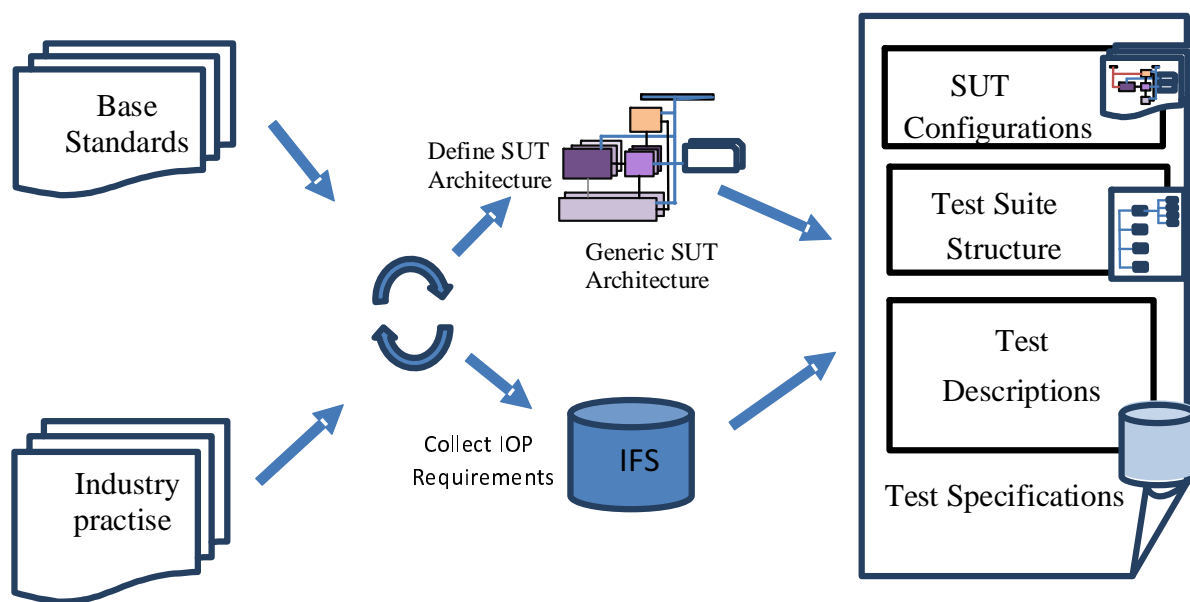 Base
Standards
Industry
practise
Define SUT
Architecture
Generic SUT
Architecture
Collect IOP
Requirements
IFS
SUT
Configurations
Test Suite
Structure
Test
Descriptions
Test Specifications